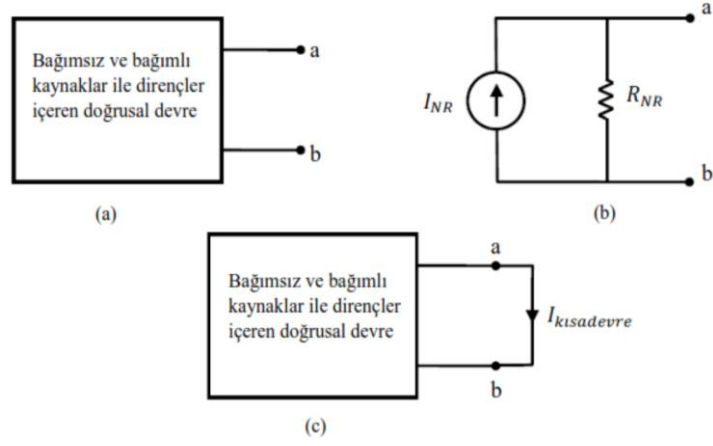 Bağımsız ve bağımlı
kaynaklar ile dirençler
içeren doğrusal devre
a
b
(a)
I_NR
R_NR
a
b
(b)
Bağımsız ve bağımlı
kaynaklar ile dirençler
içeren doğrusal devre
a
I_kısadevre
b
(c)